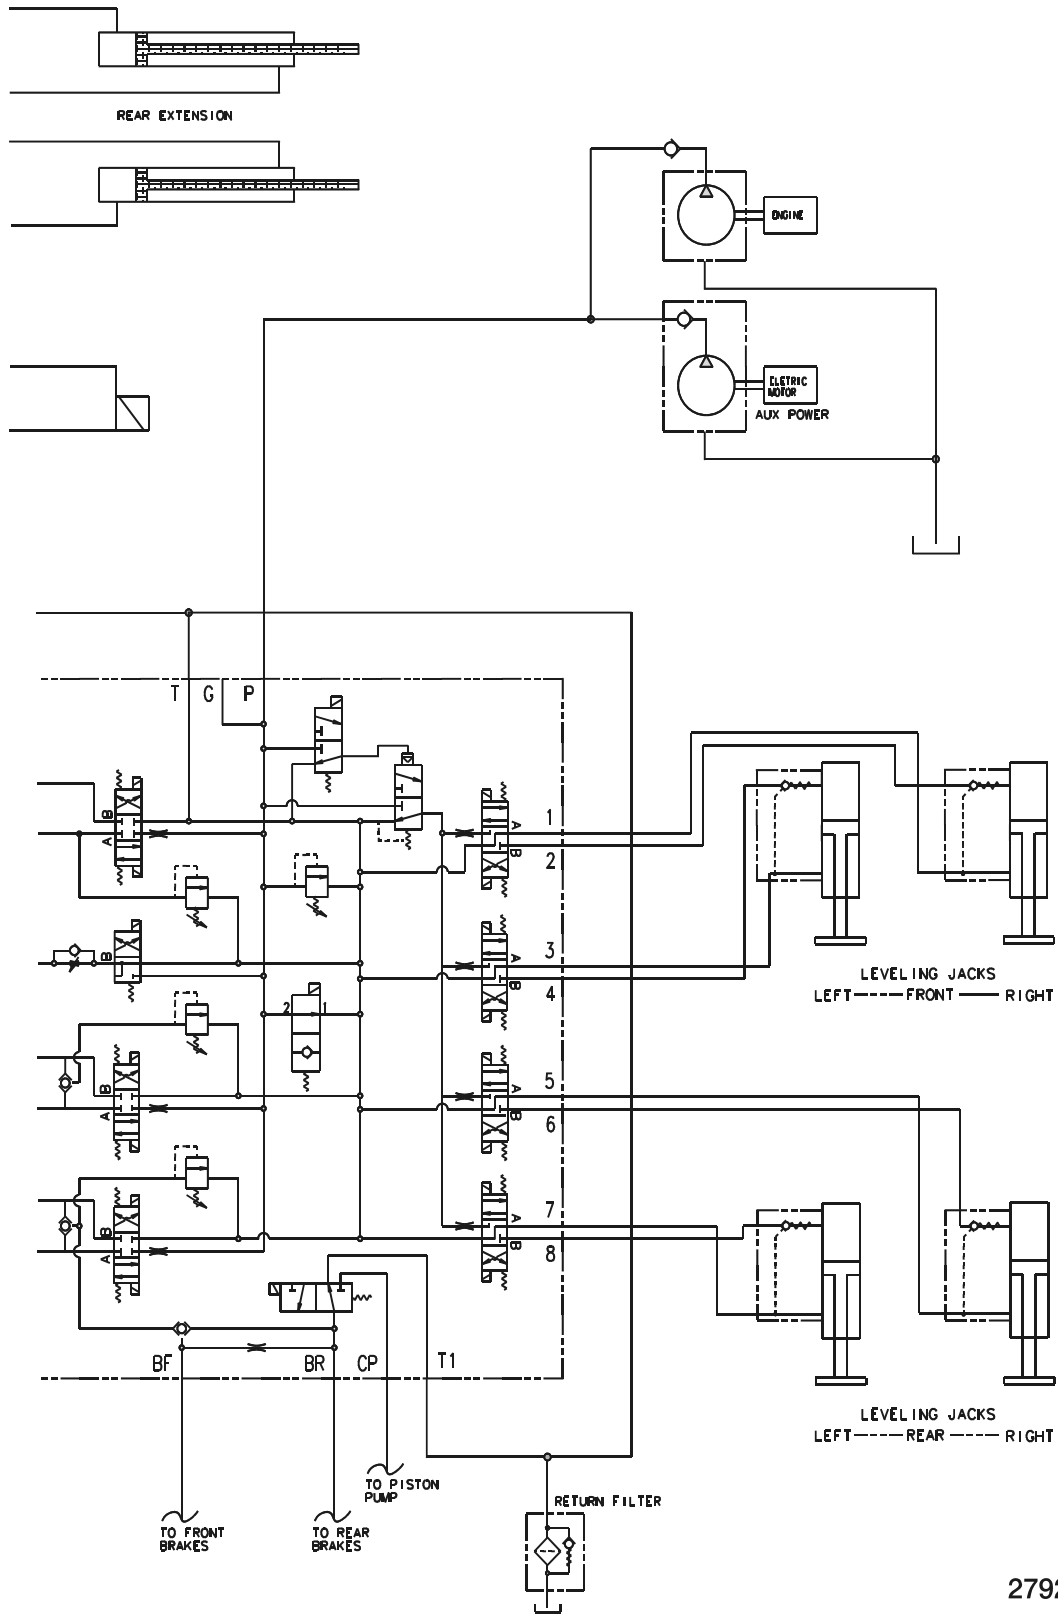 REAR EXTENSION
ENGINE
ELETRIC
MOTOR
AUX POWER
T
G
P
B
A
1
A
B
2
B
3
A
B
4
2
1
B
A
5
A
B
6
B
A
7
A
B
8
LEVELING JACKS
LEFT FRONT RIGHT
BF
BR
CP
T1
LEVELING JACKS
LEFT REAR RIGHT
TO PISTON
PUMP
RETURN FILTER
TO FRONT
BRAKES
TO REAR
BRAKES
2792